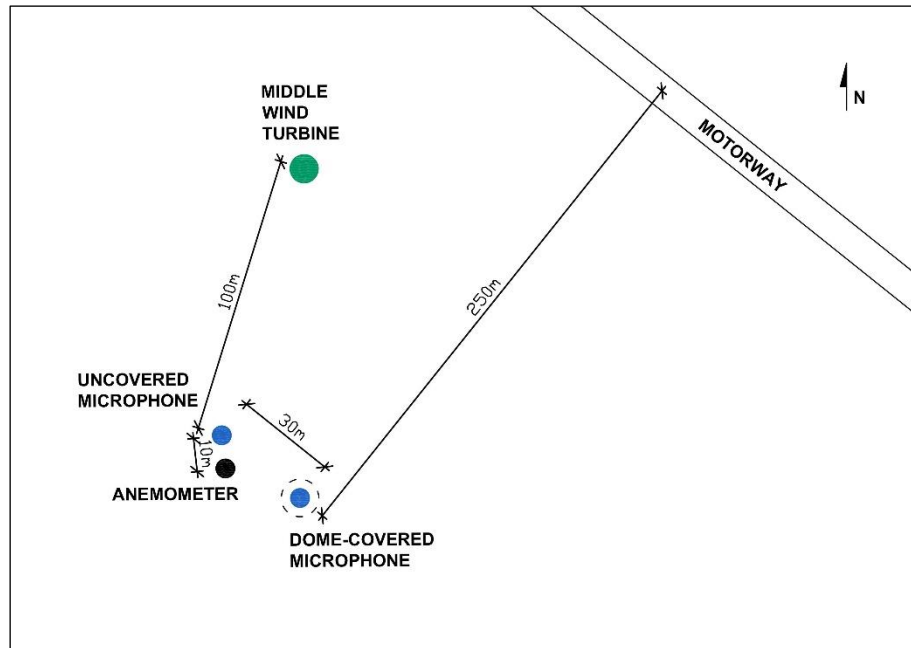 MIDDLE
WIND
TURBINE
N
MOTORWAY
100m
250m
UNCOVERED
MICROPHONE
30m
10m
ANEMOMETER
DOME-COVERED
MICROPHONE